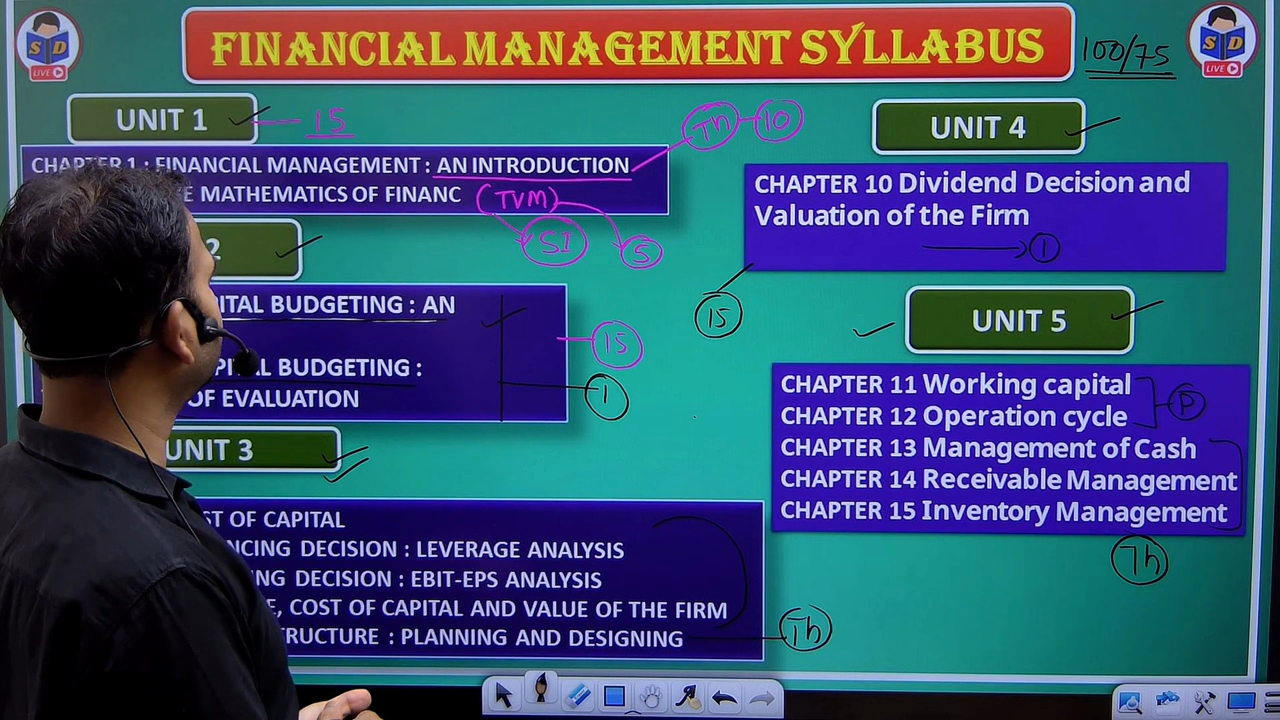 FINANCIAL MANAGEMENT SYLLABUS
100/75
S D
LIVE
S D
LIVE
UNIT 1
15
CHAPTER 1 : FINANCIAL MANAGEMENT : AN INTRODUCTION
Th 10
E MATHEMATICS OF FINANC (TVM)
SI 5
2
ITAL BUDGETING : AN
PITAL BUDGETING :
OF EVALUATION
15
1
UNIT 3
ST OF CAPITAL
NCING DECISION : LEVERAGE ANALYSIS
NG DECISION : EBIT-EPS ANALYSIS
E, COST OF CAPITAL AND VALUE OF THE FIRM
TRUCTURE : PLANNING AND DESIGNING
Th
UNIT 4
CHAPTER 10 Dividend Decision and
Valuation of the Firm
1
15
UNIT 5
CHAPTER 11 Working capital
CHAPTER 12 Operation cycle
P
CHAPTER 13 Management of Cash
CHAPTER 14 Receivable Management
CHAPTER 15 Inventory Management
Th